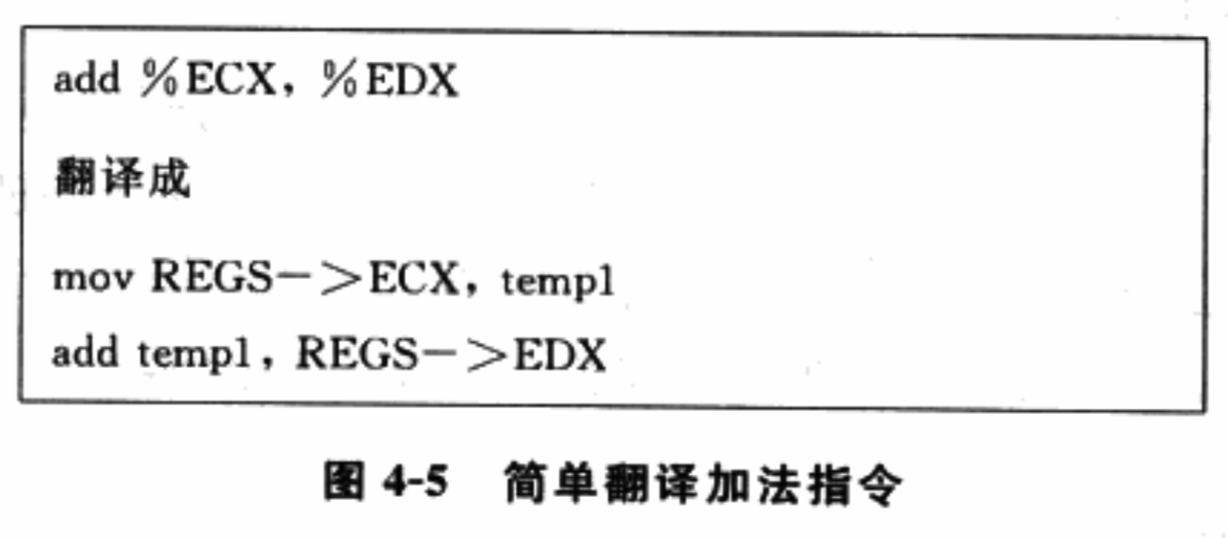 add %ECX, %EDX
翻译成
mov REGS->ECX, temp1
add temp1, REGS->EDX
图 4-5 简单翻译加法指令